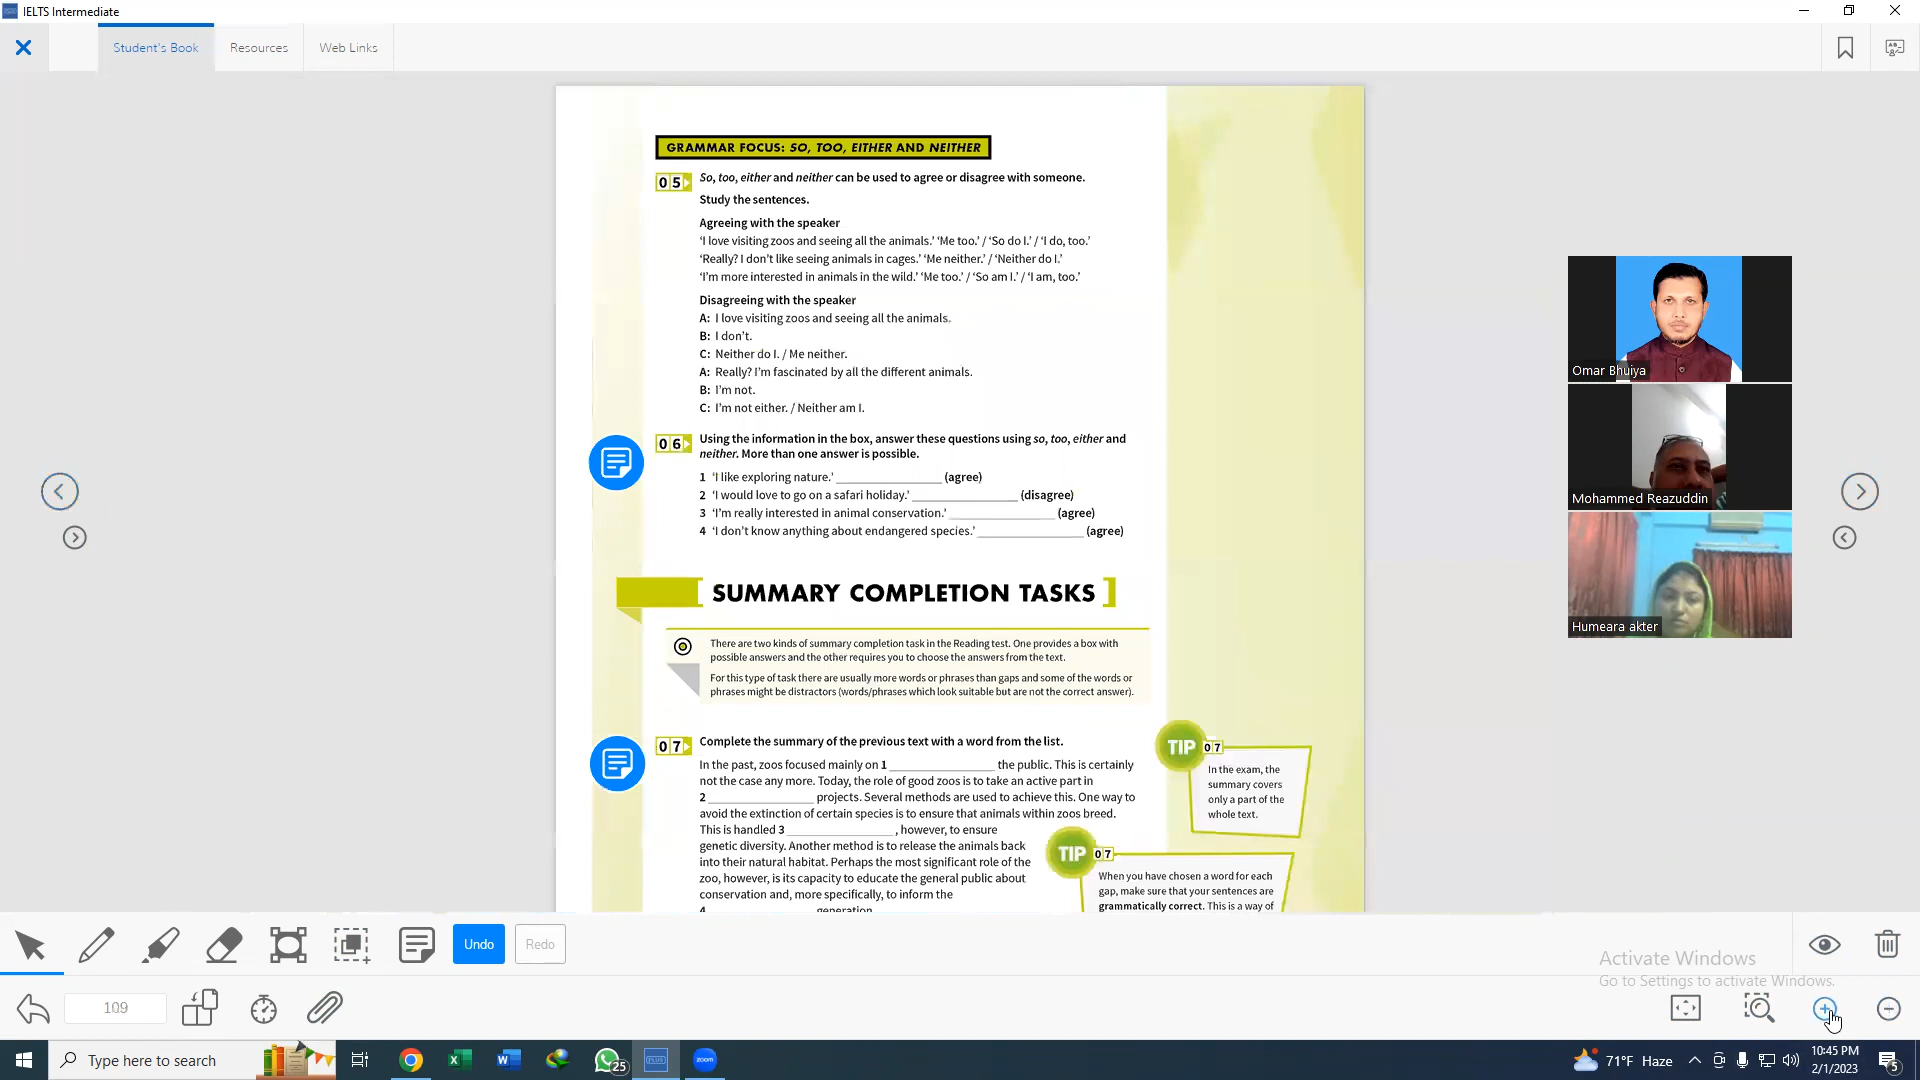 IELTS Intermediate
Student's Book
Resources
Web Links
GRAMMAR FOCUS: SO, TOO, EITHER AND NEITHER
05 So, too, either and neither can be used to agree or disagree with someone.
Study the sentences.
Agreeing with the speaker
‘I love visiting zoos and seeing all the animals.’ ‘Me too.’ / ‘So do I.’ / ‘I do, too.’
‘Really? I don’t like seeing animals in cages.’ ‘Me neither.’ / ‘Neither do I.’
‘I’m more interested in animals in the wild.’ ‘Me too.’ / ‘So am I.’ / ‘I am, too.’
Disagreeing with the speaker
A: I love visiting zoos and seeing all the animals.
B: I don’t.
C: Neither do I. / Me neither.
A: Really? I’m fascinated by all the different animals.
B: I’m not.
C: I’m not either. / Neither am I.
06 Using the information in the box, answer these questions using so, too, either and
neither. More than one answer is possible.
1 ‘I like exploring nature.’ ________________ (agree)
2 ‘I would love to go on a safari holiday.’ ________________ (disagree)
3 ‘I’m really interested in animal conservation.’ ________________ (agree)
4 ‘I don’t know anything about endangered species.’ ________________ (agree)
SUMMARY COMPLETION TASKS
There are two kinds of summary completion task in the Reading test. One provides a box with
possible answers and the other requires you to choose the answers from the text.
For this type of task there are usually more words or phrases than gaps and some of the words or
phrases might be distractors (words/phrases which look suitable but are not the correct answer).
07 Complete the summary of the previous text with a word from the list.
In the past, zoos focused mainly on 1 ________________ the public. This is certainly
not the case any more. Today, the role of good zoos is to take an active part in
2 ________________ projects. Several methods are used to achieve this. One way to
avoid the extinction of certain species is to ensure that animals within zoos breed.
This is handled 3 ________________ , however, to ensure
genetic diversity. Another method is to release the animals back
into their natural habitat. Perhaps the most significant role of the
zoo, however, is its capacity to educate the general public about
conservation and, more specifically, to inform the
4 ________________ generation
TIP 07
In the exam, the
summary covers
only a part of the
whole text.
TIP 07
When you have chosen a word for each
gap, make sure that your sentences are
grammatically correct. This is a way of
Omar Bhuiya
Mohammed Reazuddin
Humeara akter
Undo
Redo
Activate Windows
Go to Settings to activate Windows.
109
Type here to search
25
PLUS
zoom
71°F Haze
10:45 PM
2/1/2023
5